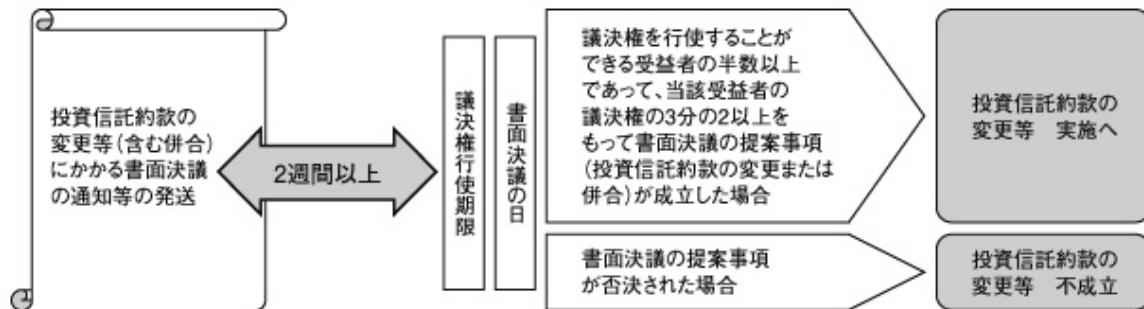 投資信託約款の
変更等(含む併合)
にかかる書面決議
の通知等の発送
2週間以上
議決権行使期限
書面決議の日
議決権を行使することが
できる受益者の半数以上
であって、当該受益者の
議決権の3分の2以上を
もって書面決議の提案事項
(投資信託約款の変更または
併合)が成立した場合
投資信託約款の
変更等　実施へ
書面決議の提案事項
が否決された場合
投資信託約款の
変更等　不成立